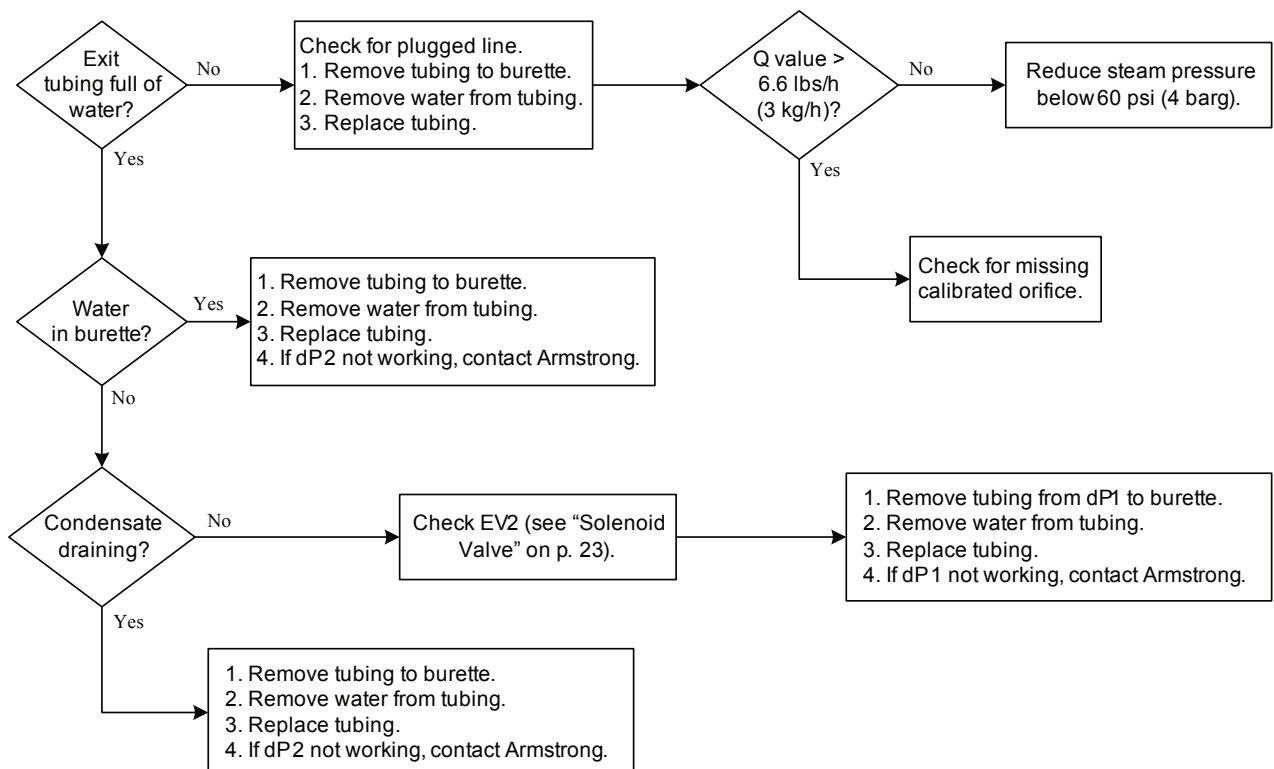 Exit
tubing full of
water?
No
Check for plugged line.
1. Remove tubing to burette.
2. Remove water from tubing.
3. Replace tubing.
Q value >
6.6 lbs/h
(3 kg/h)?
No
Reduce steam pressure
below 60 psi (4 barg).
Yes
Yes
Check for missing
calibrated orifice.
Water
in burette?
Yes
1. Remove tubing to burette.
2. Remove water from tubing.
3. Replace tubing.
4. If dP2 not working, contact Armstrong.
No
Condensate
draining?
No
Check EV2 (see “Solenoid
Valve” on p. 23).
1. Remove tubing from dP1 to burette.
2. Remove water from tubing.
3. Replace tubing.
4. If dP1 not working, contact Armstrong.
Yes
1. Remove tubing to burette.
2. Remove water from tubing.
3. Replace tubing.
4. If dP2 not working, contact Armstrong.